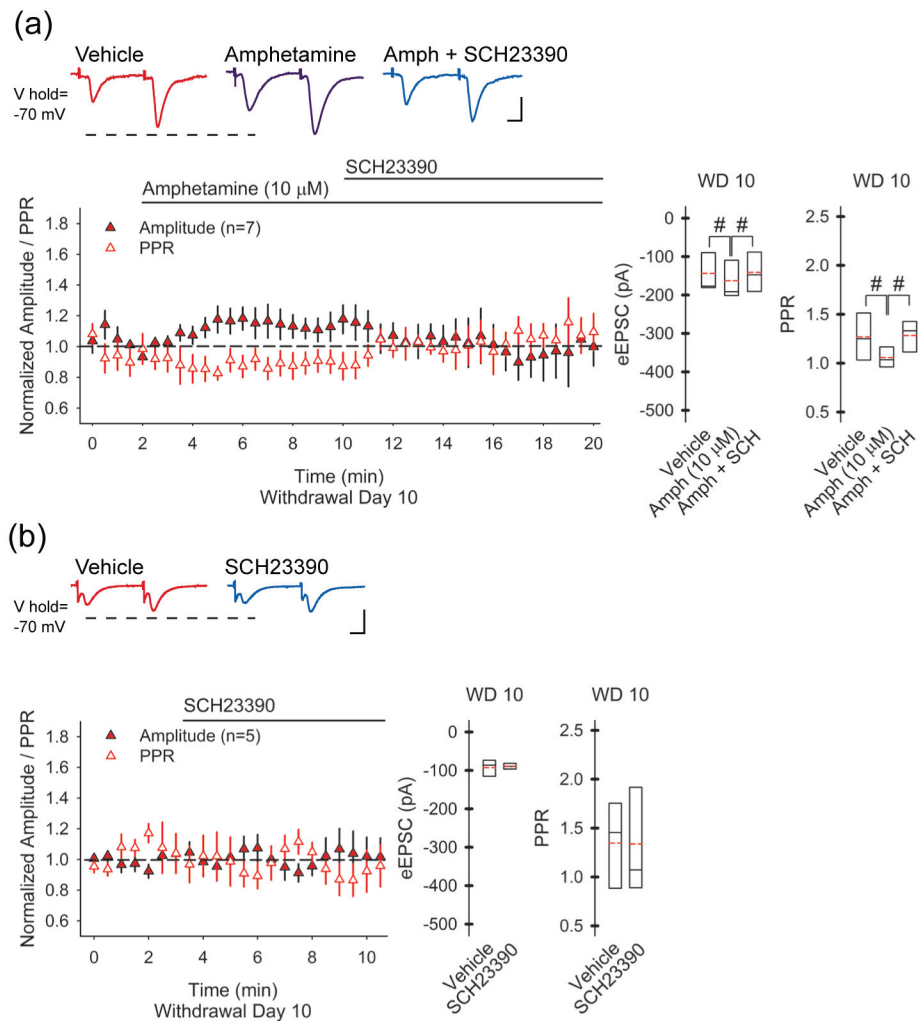 (a)
Vehicle Amphetamine Amph + SCH23390
V hold=
-70 mV
SCH23390
Amphetamine (10 μM)
Amplitude (n=7)
PPR
Normalized Amplitude / PPR
1.8
1.6
1.4
1.2
1.0
0.8
0.6
0 2 4 6 8 10 12 14 16 18 20
Time (min)
Withdrawal Day 10
WD 10
# #
eEPSC (pA)
0
-100
-200
-300
-400
-500
Vehicle
Amph (10 μM)
Amph + SCH
WD 10
# #
PPR
2.5
2.0
1.5
1.0
0.5
Vehicle
Amph (10 μM)
Amph + SCH
(b)
Vehicle SCH23390
V hold=
-70 mV
SCH23390
Amplitude (n=5)
PPR
Normalized Amplitude / PPR
1.8
1.6
1.4
1.2
1.0
0.8
0.6
0 2 4 6 8 10
Time (min)
Withdrawal Day 10
WD 10
eEPSC (pA)
0
-100
-200
-300
-400
-500
Vehicle
SCH23390
WD 10
PPR
2.5
2.0
1.5
1.0
0.5
Vehicle
SCH23390